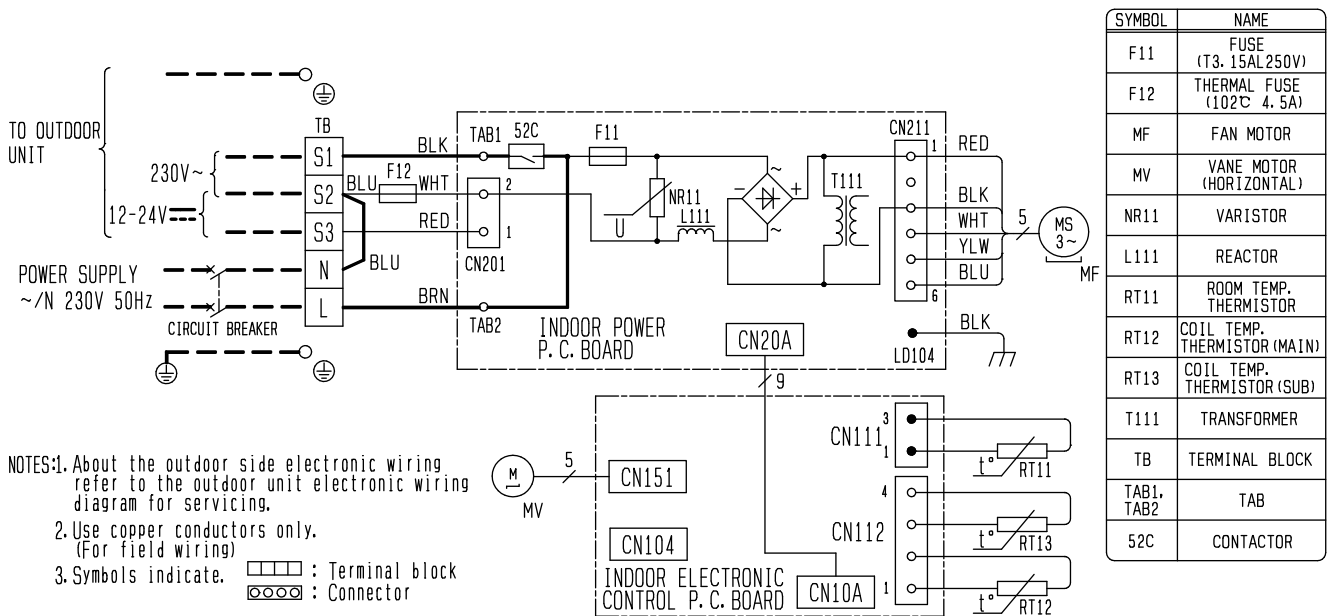 TO OUTDOOR
UNIT
230V~
12-24V
POWER SUPPLY
~/N 230V 50Hz
CIRCUIT BREAKER
TB
S1
S2
S3
N
L
BLK
BLU
F12
WHT
RED
BLU
BRN
TAB1
52C
F11
2
1
CN201
TAB2
NR11
U
L111
~
~
-
+
T111
CN211
1
6
RED
BLK
WHT
YLW
BLU
5
MS
3~
MF
BLK
LD104
INDOOR POWER
P.C.BOARD
CN20A
9
MV
M
5
CN151
CN104
INDOOR ELECTRONIC
CONTROL P.C.BOARD
CN10A
CN111
3
1
t°
RT11
CN112
4
1
t°
RT13
t°
RT12
NOTES:1. About the outdoor side electronic wiring
refer to the outdoor unit electronic wiring
diagram for servicing.
2. Use copper conductors only.
(For field wiring)
3. Symbols indicate.
: Terminal block
: Connector
SYMBOL NAME
F11 FUSE
(T3.15AL250V)
F12 THERMAL FUSE
(102℃ 4.5A)
MF FAN MOTOR
MV VANE MOTOR
(HORIZONTAL)
NR11 VARISTOR
L111 REACTOR
RT11 ROOM TEMP.
THERMISTOR
RT12 COIL TEMP.
THERMISTOR(MAIN)
RT13 COIL TEMP.
THERMISTOR(SUB)
T111 TRANSFORMER
TB TERMINAL BLOCK
TAB1,
TAB2 TAB
52C CONTACTOR